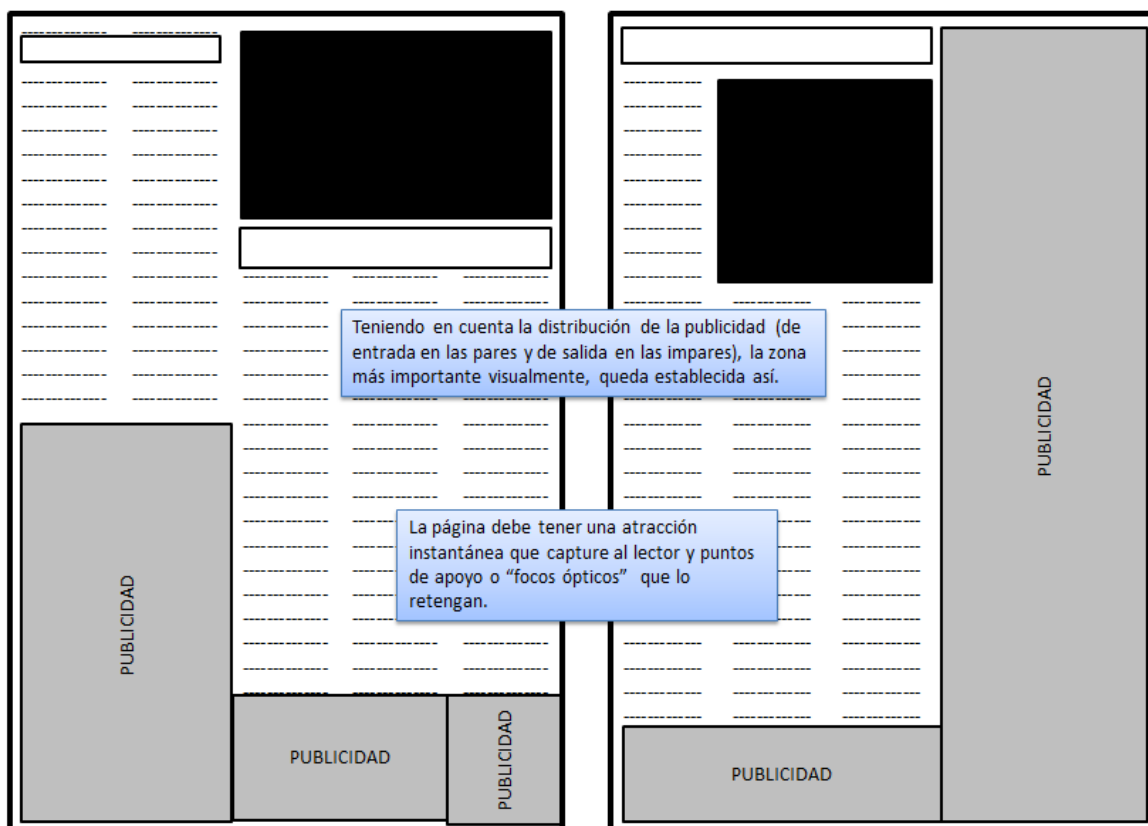 Teniendo en cuenta la distribución de la publicidad (de
entrada en las pares y de salida en las impares), la zona
más importante visualmente, queda establecida así.
La página debe tener una atracción
instantánea que capture al lector y puntos
de apoyo o “focos ópticos” que lo
retengan.
PUBLICIDAD
PUBLICIDAD
PUBLICIDAD
PUBLICIDAD
PUBLICIDAD